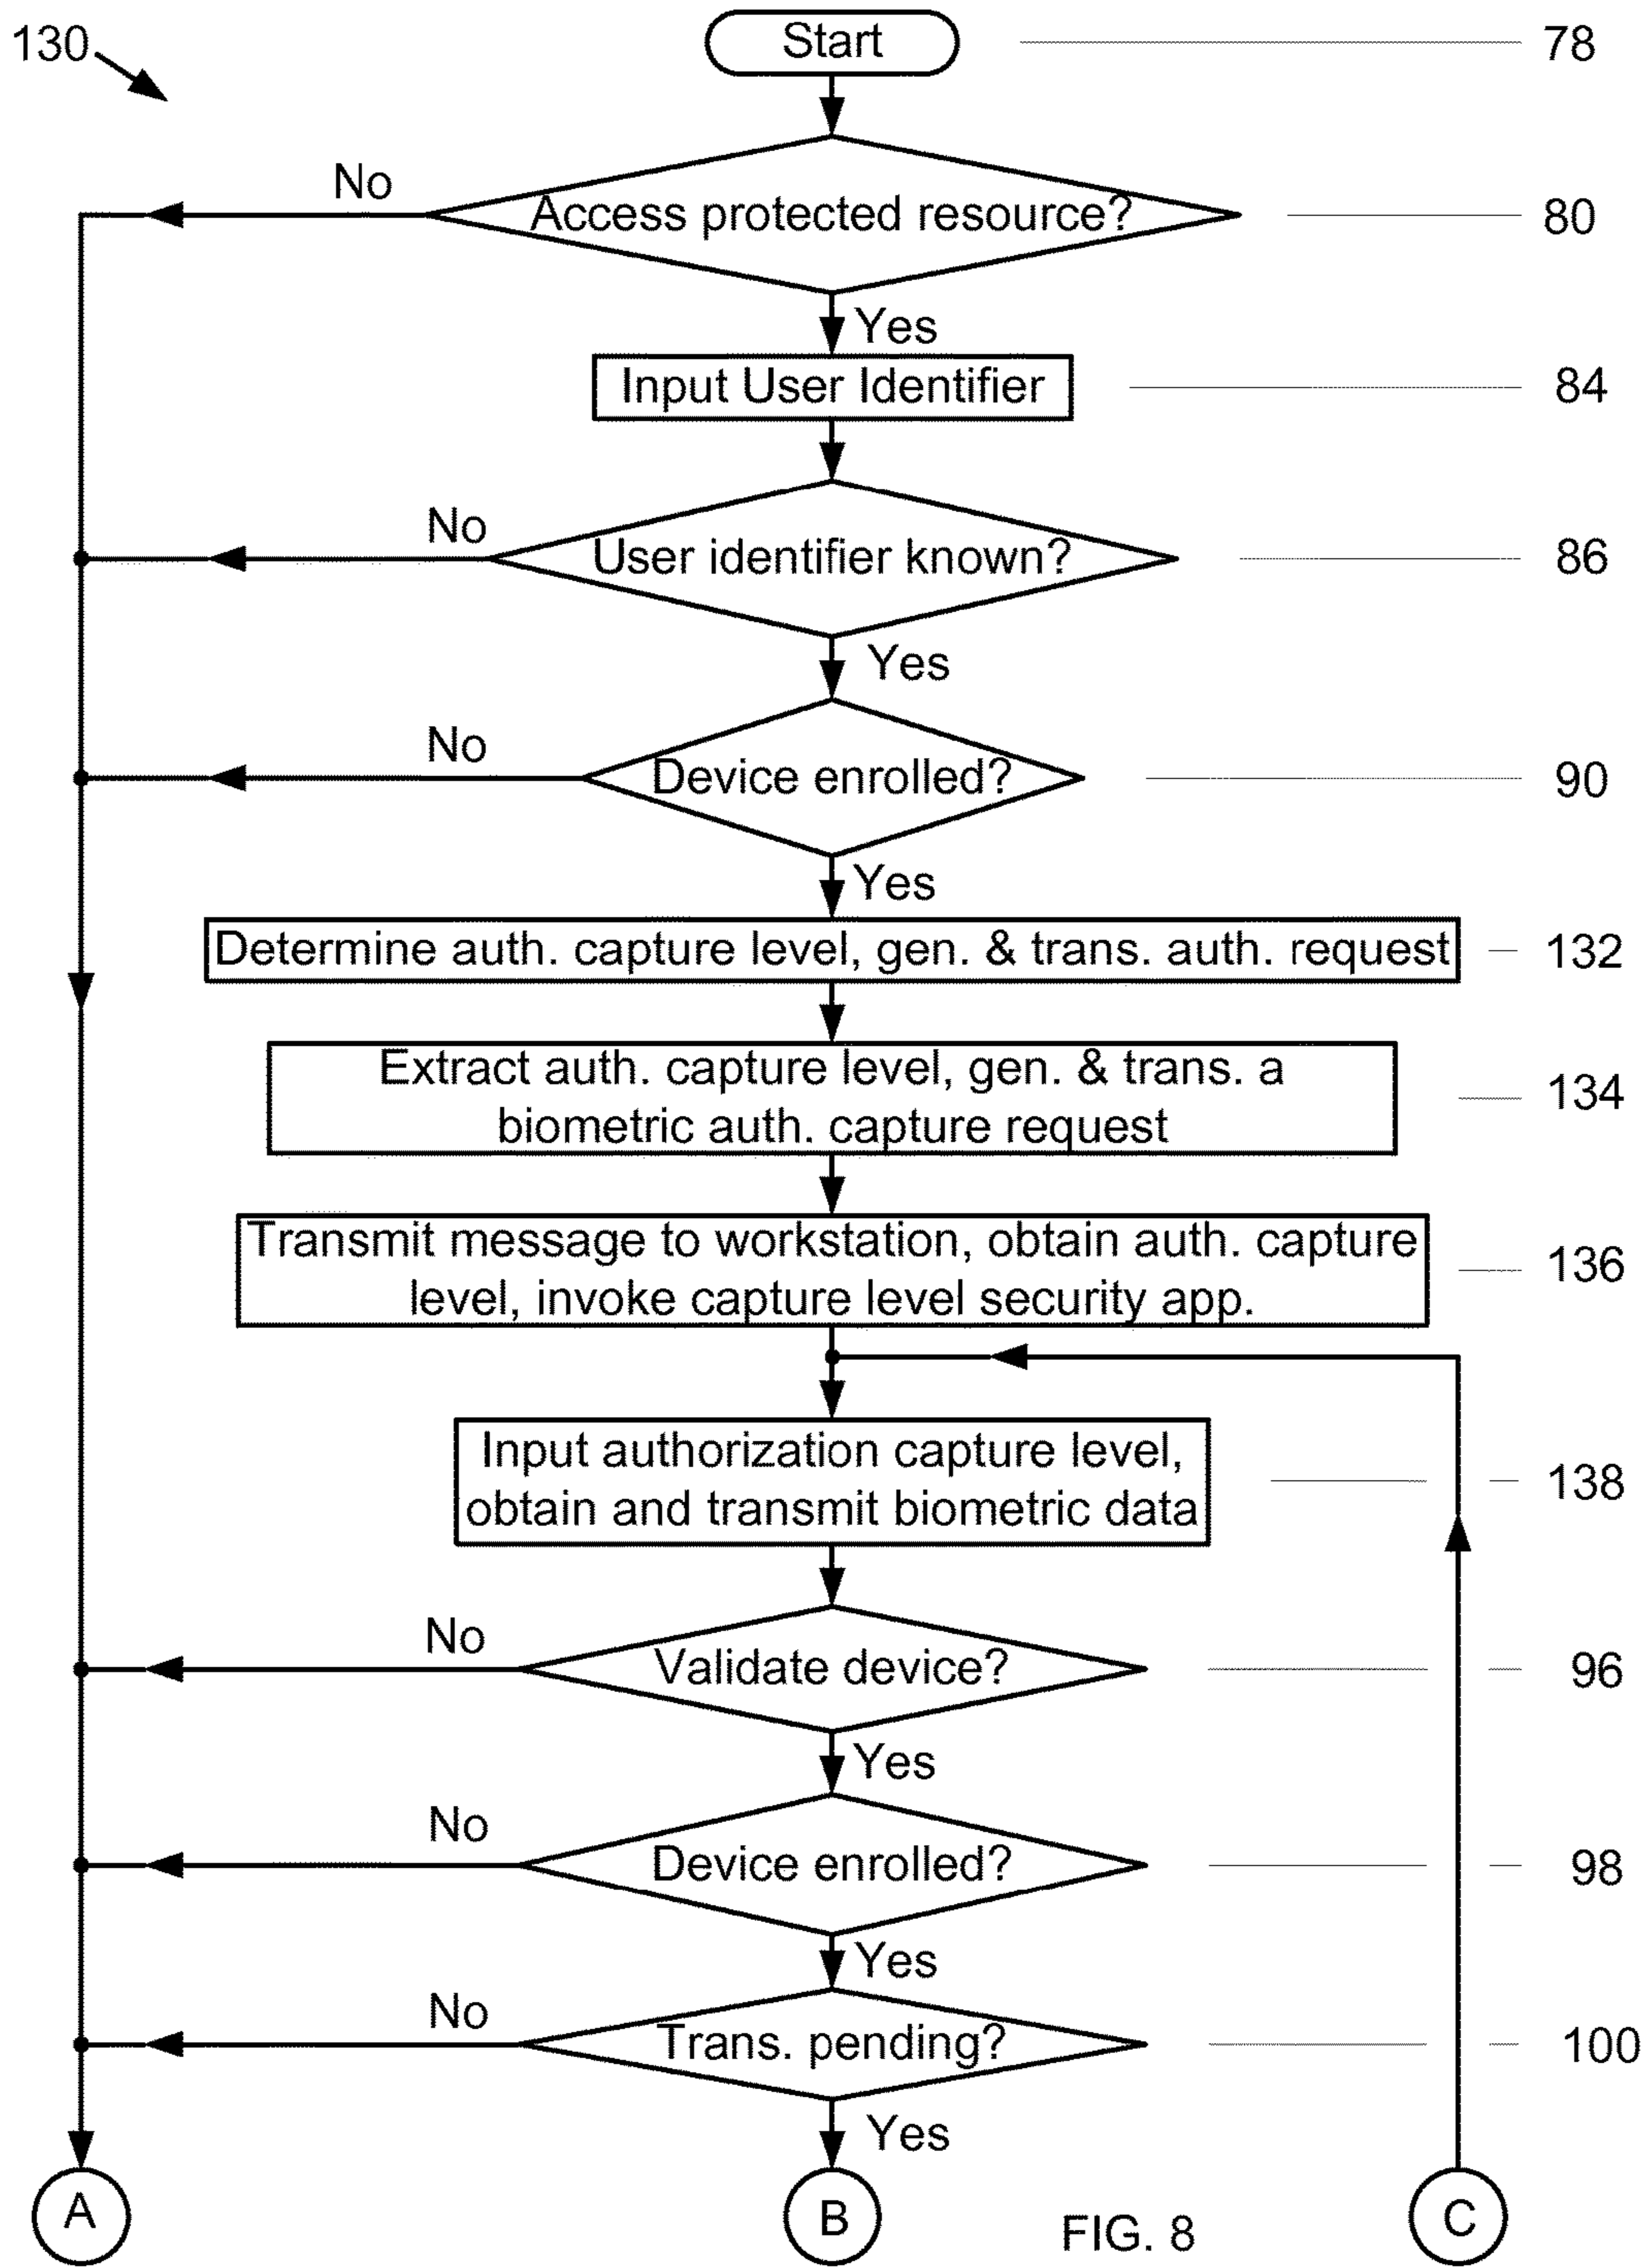 130
Start
78
No
Access protected resource?
80
Yes
Input User Identifier
84
No
User identifier known?
86
Yes
No
Device enrolled?
90
Yes
Determine auth. capture level, gen. & trans. auth. request
132
Extract auth. capture level, gen. & trans. a
biometric auth. capture request
134
Transmit message to workstation, obtain auth. capture
level, invoke capture level security app.
136
Input authorization capture level,
obtain and transmit biometric data
138
No
Validate device?
96
Yes
No
Device enrolled?
98
Yes
No
Trans. pending?
100
Yes
A
B
FIG. 8
C